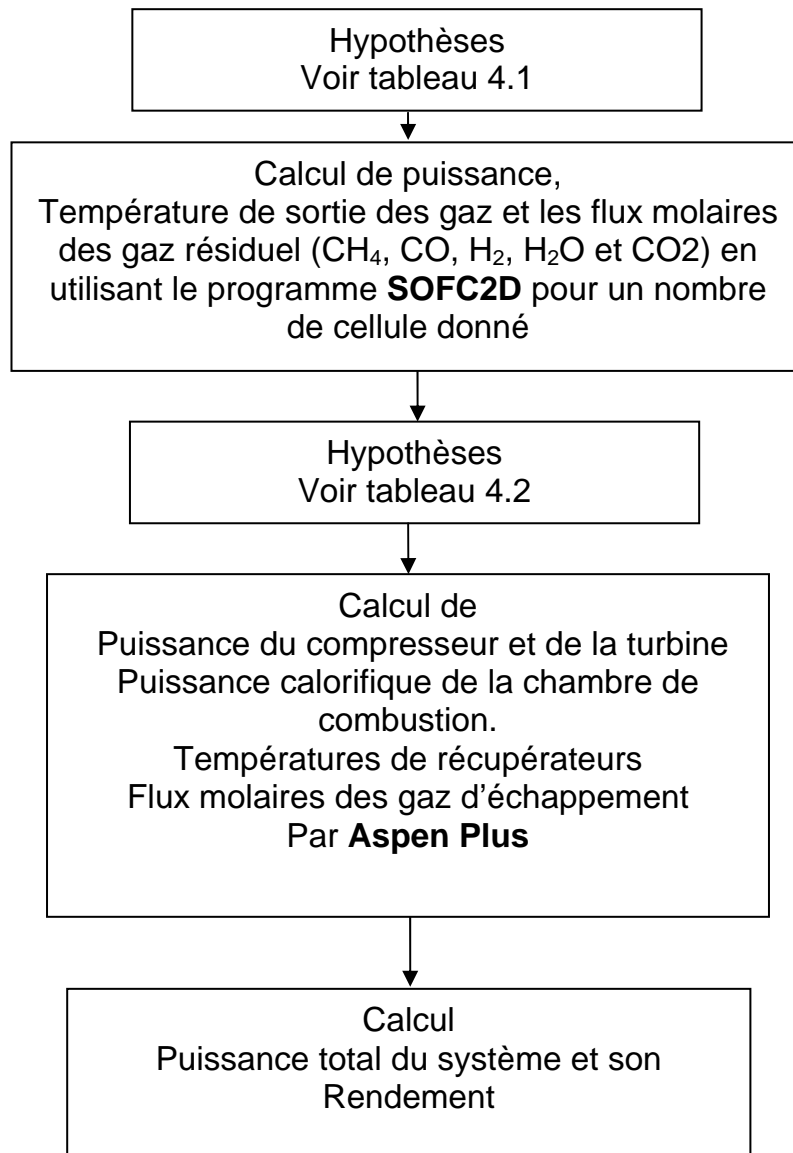 Hypothèses
Voir tableau 4.1
Calcul de puissance,
Température de sortie des gaz et les flux molaires
des gaz résiduel (CH₄, CO, H₂, H₂O et CO2) en
utilisant le programme SOFC2D pour un nombre
de cellule donné
Hypothèses
Voir tableau 4.2
Calcul de
Puissance du compresseur et de la turbine
Puissance calorifique de la chambre de
combustion.
Températures de récupérateurs
Flux molaires des gaz d’échappement
Par Aspen Plus
Calcul
Puissance total du système et son
Rendement